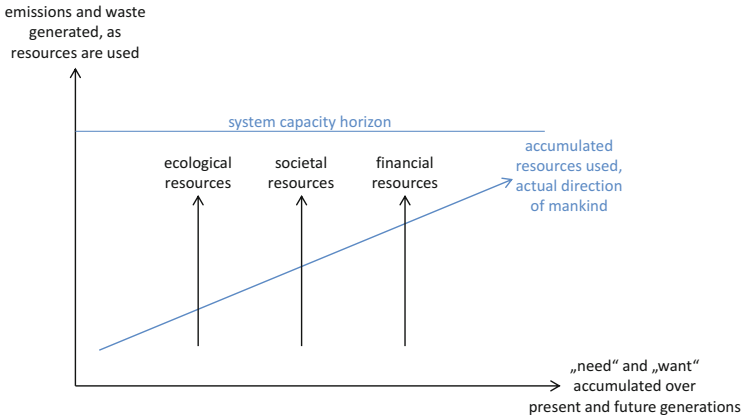 emissions and waste
generated, as
resources are used
system capacity horizon
ecological
resources
societal
resources
financial
resources
accumulated
resources used,
actual direction
of mankind
„need“ and „want“
accumulated over
present and future generations